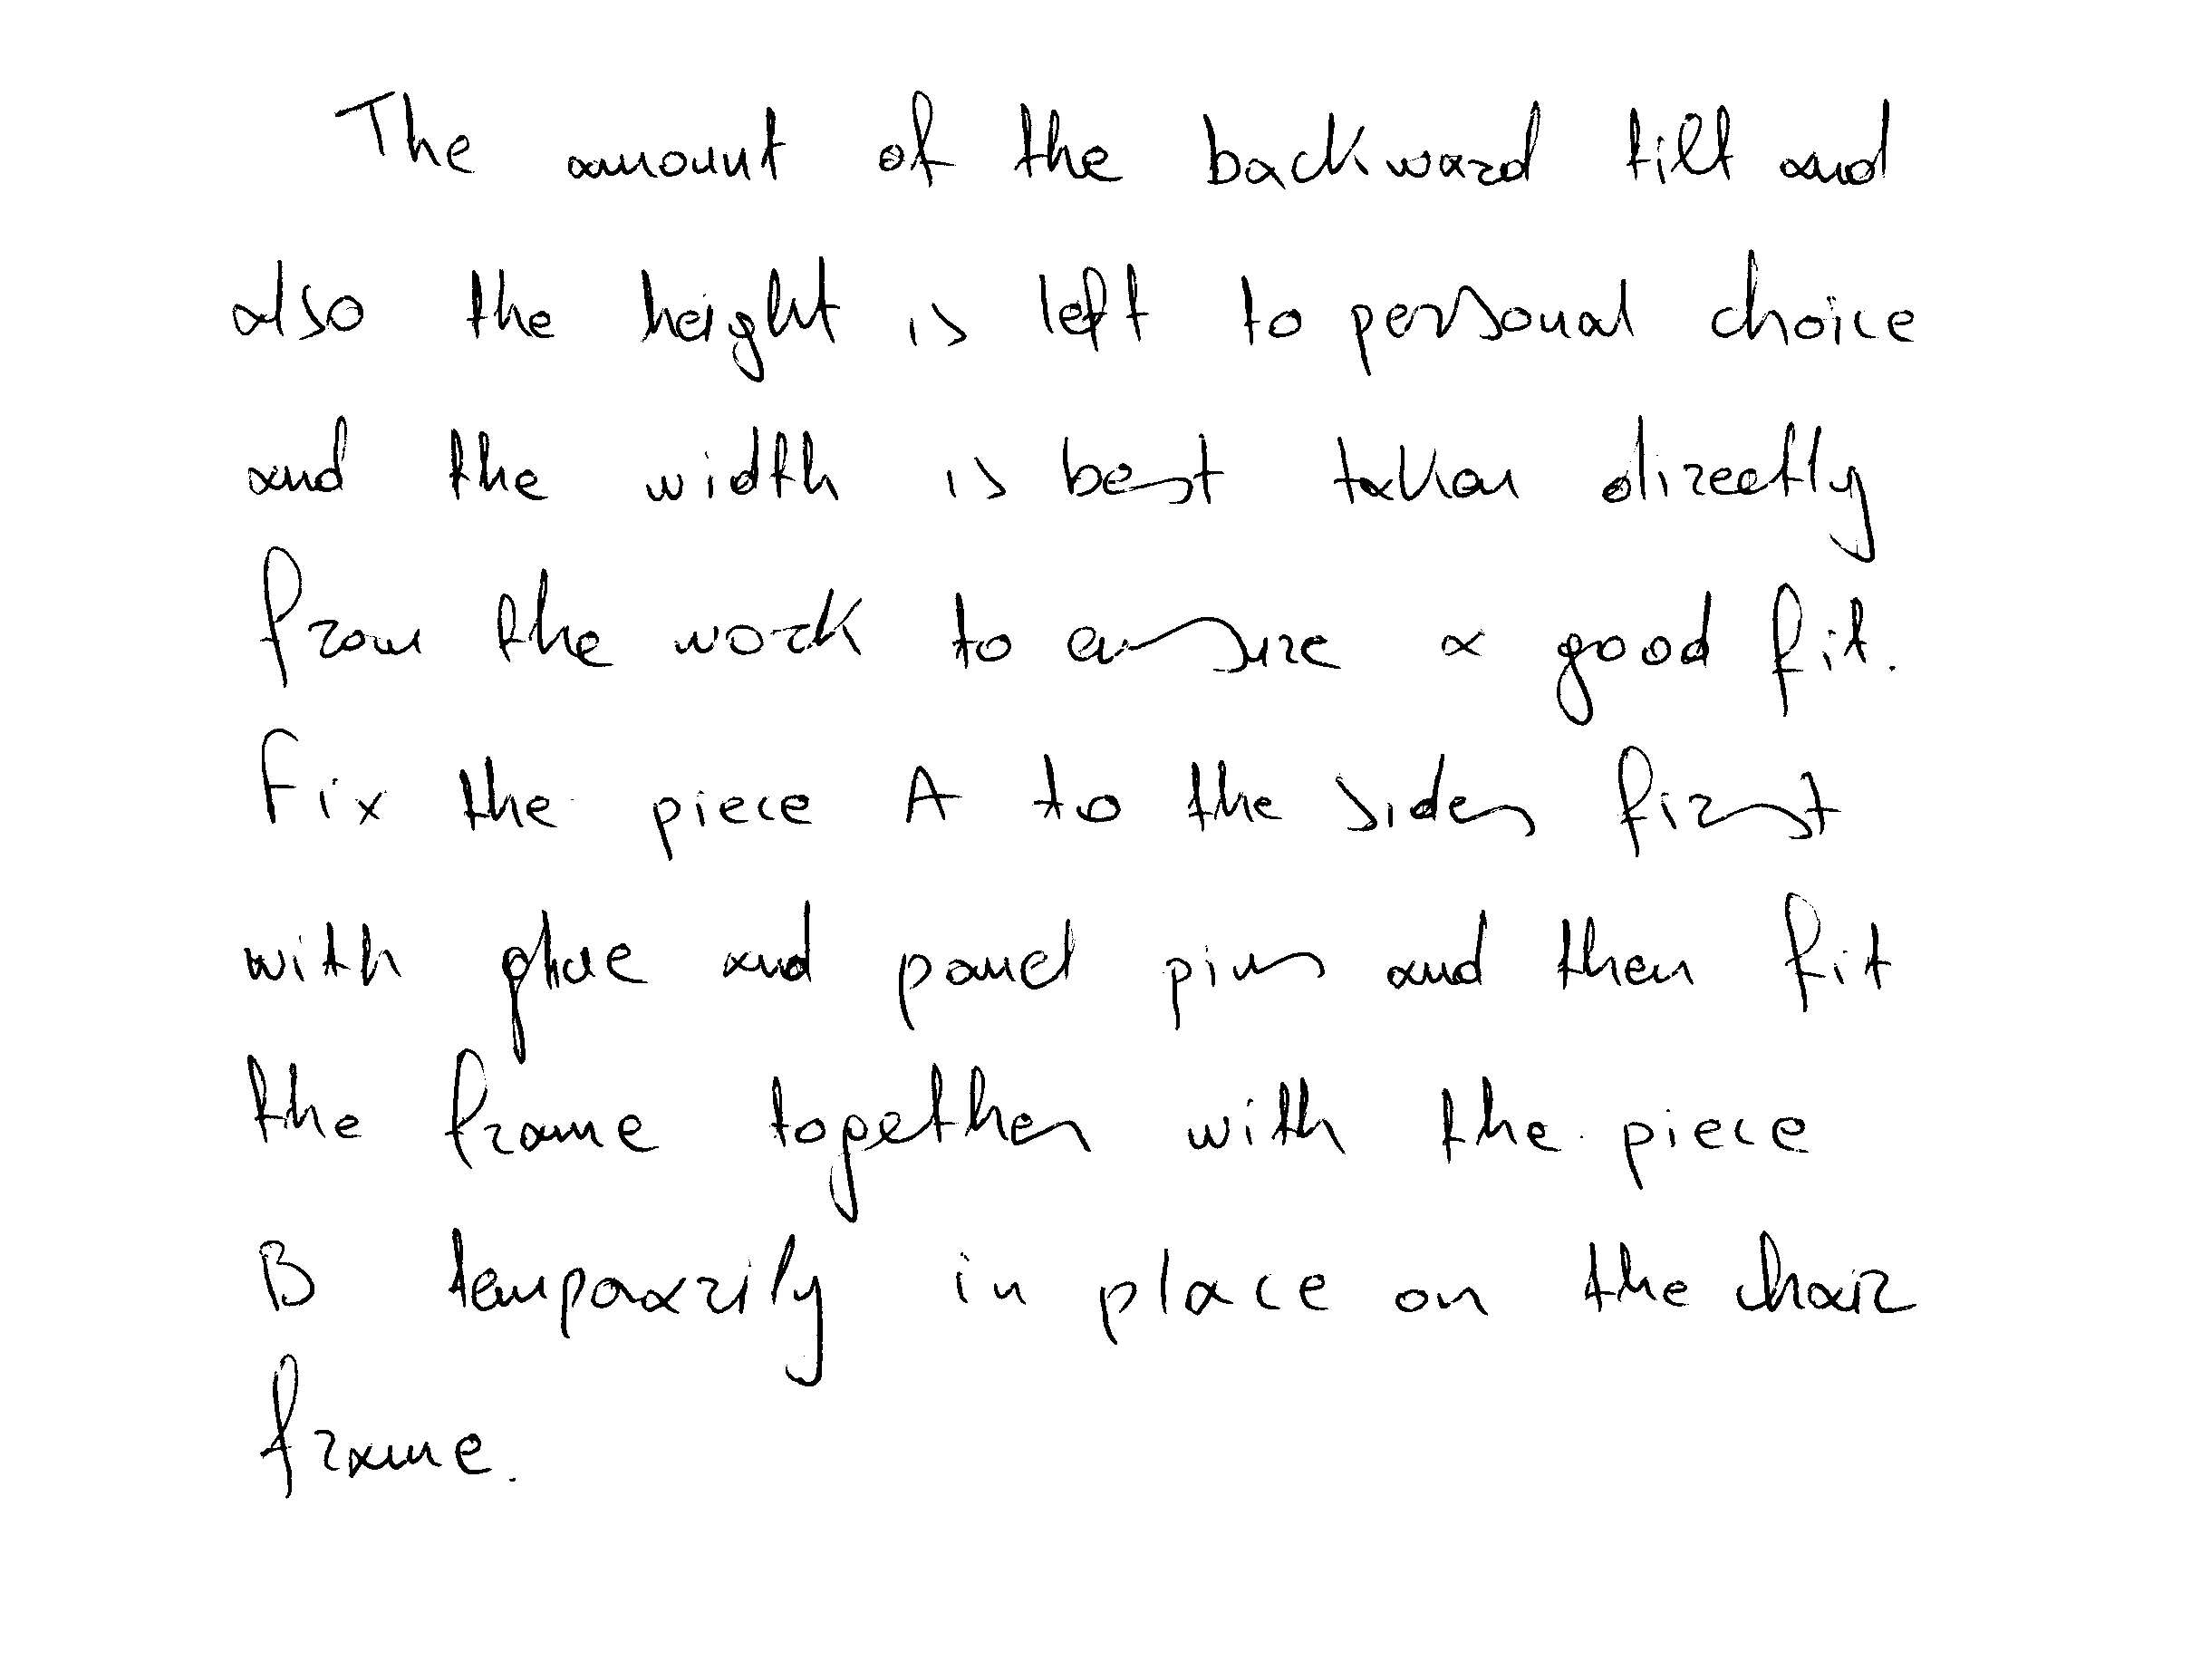 The amount of the backward tilt and
also the height is left to personal choice
and the width is best taken directly
from the work to ensure a good fit.
Fix the piece A to the sides first
with glue and panel pins and then fit
the frame together with the piece
B temporarily in place on the chair
frame.